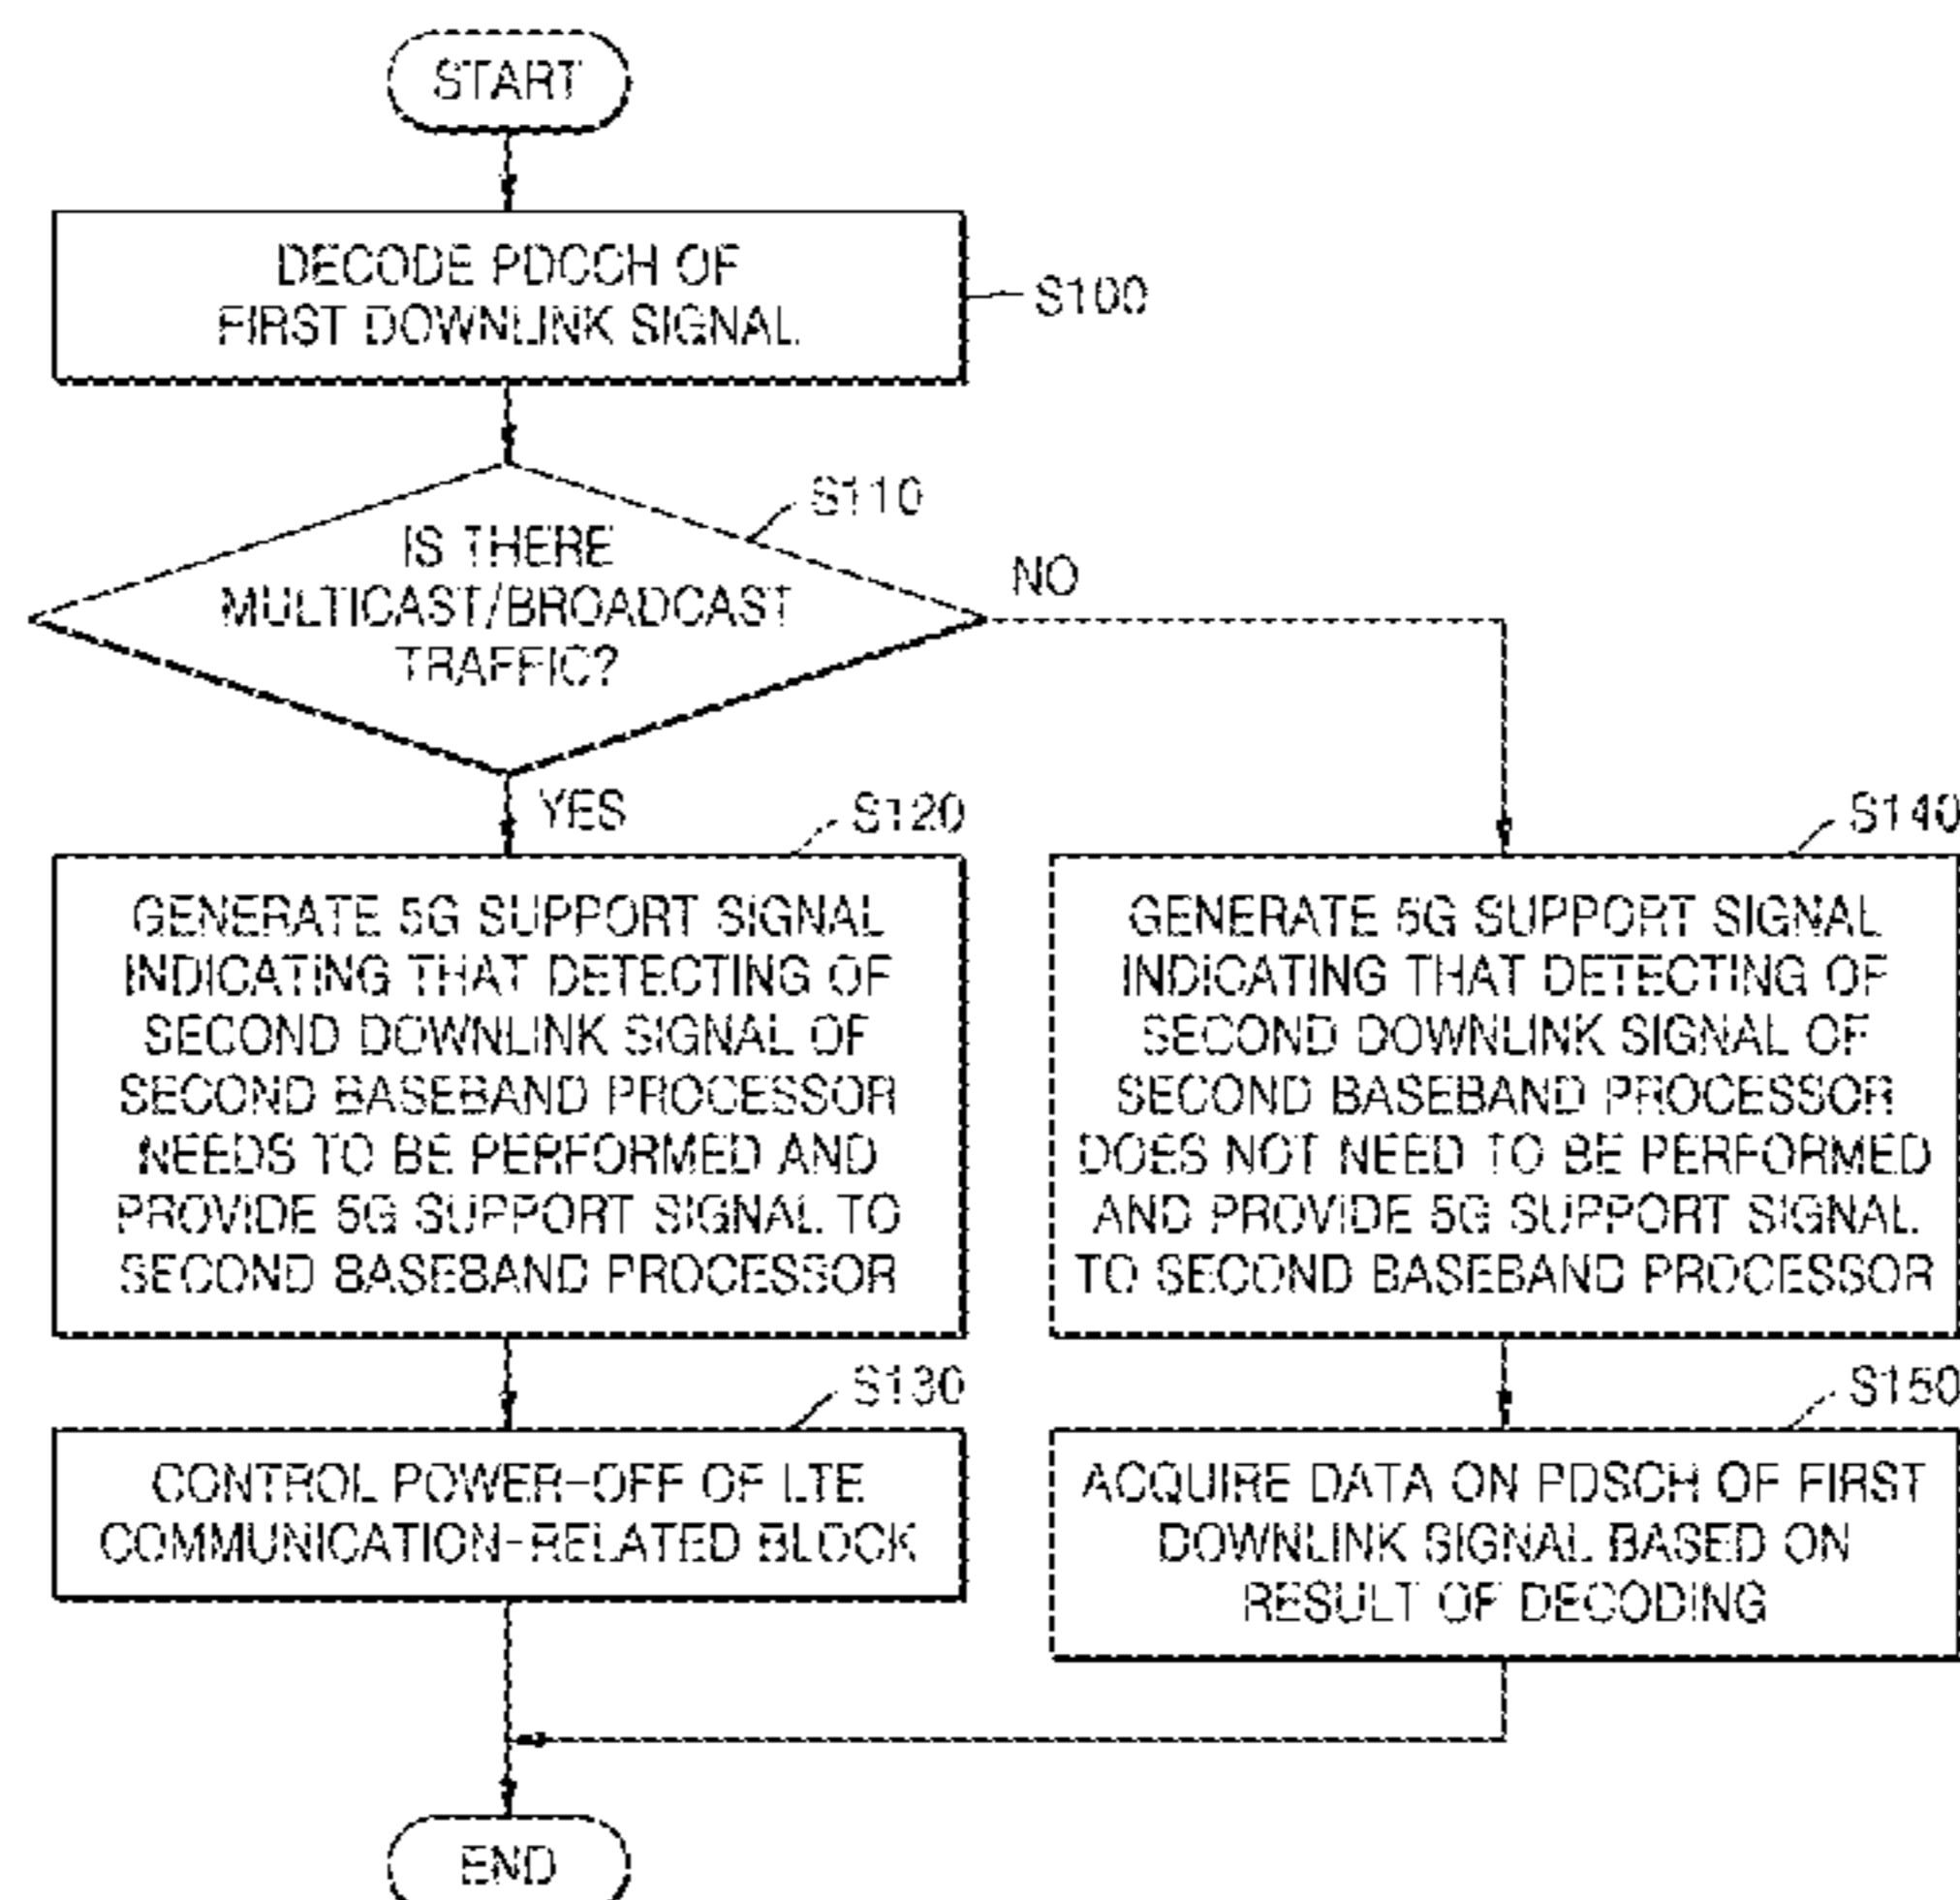 START
DECODE PDCCH OF
FIRST DOWNLINK SIGNAL
S100
S110
IS THERE
MULTICAST/BROADCAST
TRAFFIC?
NO
YES
S120
GENERATE 5G SUPPORT SIGNAL
INDICATING THAT DETECTING OF
SECOND DOWNLINK SIGNAL OF
SECOND BASEBAND PROCESSOR
NEEDS TO BE PERFORMED AND
PROVIDE 5G SUPPORT SIGNAL TO
SECOND BASEBAND PROCESSOR
S140
GENERATE 5G SUPPORT SIGNAL
INDICATING THAT DETECTING OF
SECOND DOWNLINK SIGNAL OF
SECOND BASEBAND PROCESSOR
DOES NOT NEED TO BE PERFORMED
AND PROVIDE 5G SUPPORT SIGNAL
TO SECOND BASEBAND PROCESSOR
S130
CONTROL POWER-OFF OF LTE
COMMUNICATION-RELATED BLOCK
S150
ACQUIRE DATA ON PDSCH OF FIRST
DOWNLINK SIGNAL BASED ON
RESULT OF DECODING
END